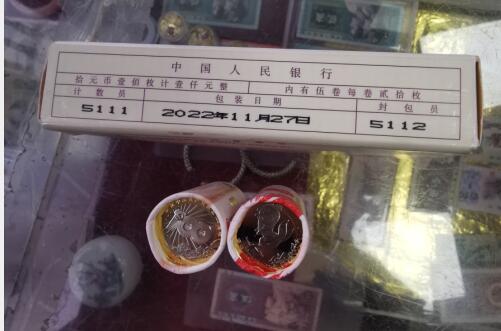 中国人民银行
拾元币壹佰枚计壹仟元整 内有伍卷每卷贰拾枚
计数员 包装日期 封包员
5111 2022年11月27日 5112